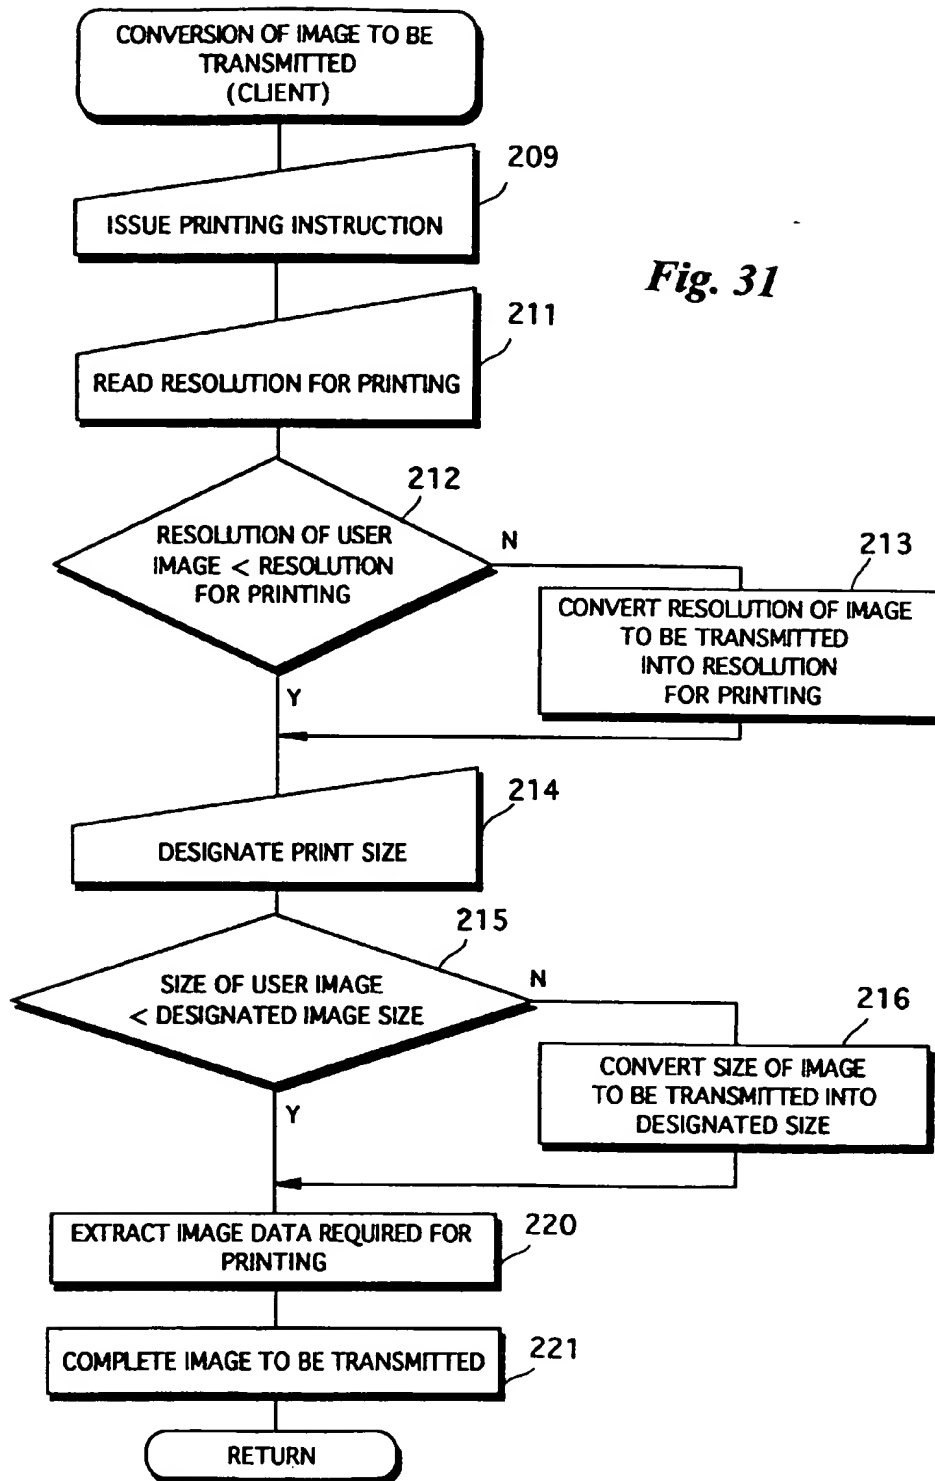 CONVERSION OF IMAGE TO BE
TRANSMITTED
(CLIENT)
209
ISSUE PRINTING INSTRUCTION
Fig. 31
211
READ RESOLUTION FOR PRINTING
212
RESOLUTION OF USER
IMAGE < RESOLUTION
FOR PRINTING
N
213
CONVERT RESOLUTION OF IMAGE
TO BE TRANSMITTED
INTO RESOLUTION
FOR PRINTING
Y
214
DESIGNATE PRINT SIZE
215
SIZE OF USER IMAGE
< DESIGNATED IMAGE SIZE
N
216
CONVERT SIZE OF IMAGE
TO BE TRANSMITTED INTO
DESIGNATED SIZE
Y
EXTRACT IMAGE DATA REQUIRED FOR
PRINTING
220
COMPLETE IMAGE TO BE TRANSMITTED
221
RETURN